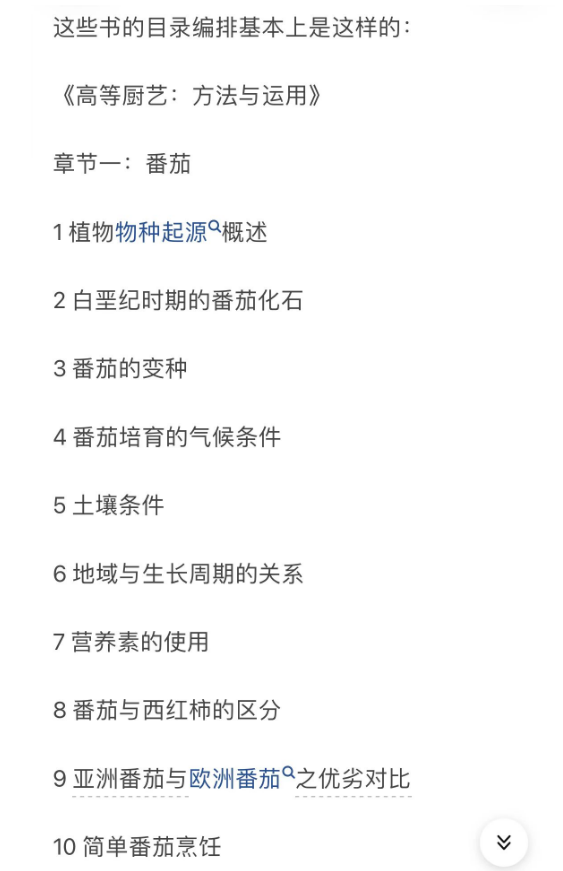 这些书的目录编排基本上是这样的：
《高等厨艺：方法与运用》
章节一：番茄
1 植物物种起源概述
2 白垩纪时期的番茄化石
3 番茄的变种
4 番茄培育的气候条件
5 土壤条件
6 地域与生长周期的关系
7 营养素的使用
8 番茄与西红柿的区分
9 亚洲番茄与欧洲番茄之优劣对比
10 简单番茄烹饪